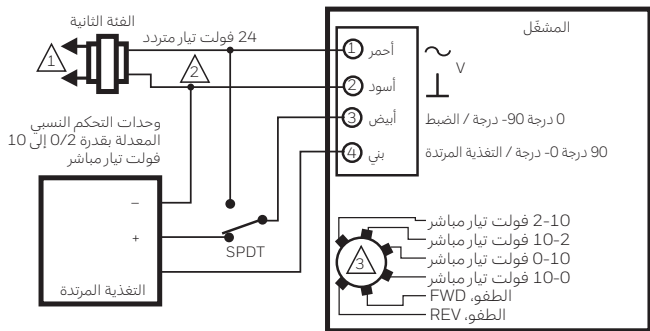 الفئة الثانية
24 فولت تيار متردد
1
2
المشغّل
1 أحمر
V
2 أسود
3 أبيض
0 درجة 90- درجة / الضبط
4 بني
90 درجة 0- درجة / التغذية المرتدة
وحدات التحكم النسبي
المعدلة بقدرة 0/2 إلى 10
فولت تيار مباشر
–
+
التغذية المرتدة
SPDT
3
2-10 فولت تيار مباشر
10-2 فولت تيار مباشر
0-10 فولت تيار مباشر
10-0 فولت تيار مباشر
الطفو، FWD
الطفو، REV